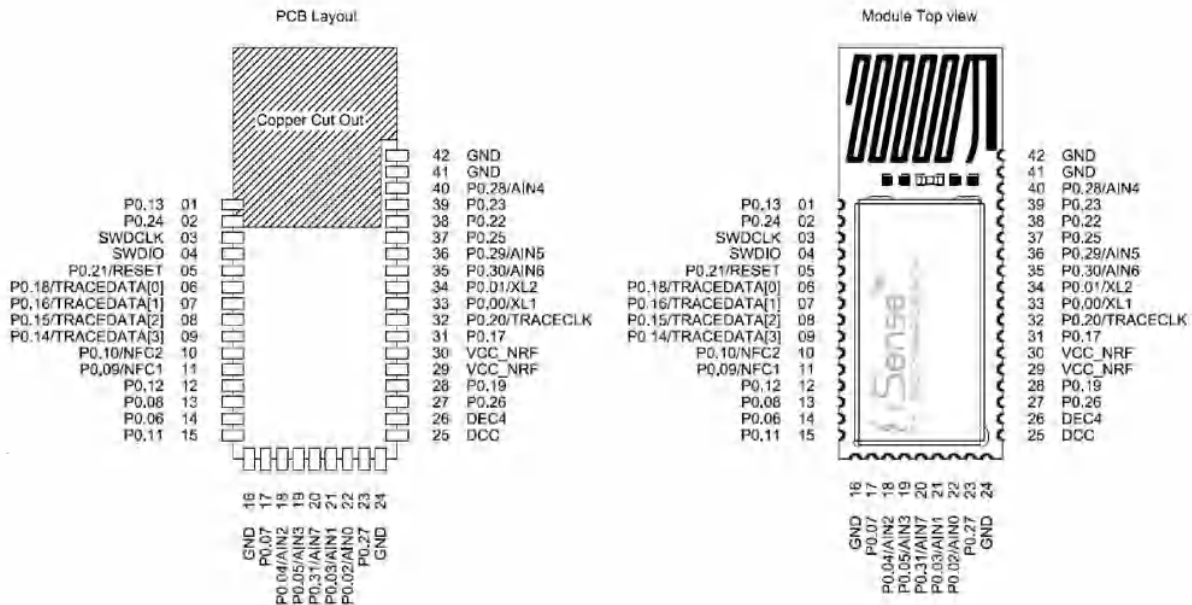 PCB Layout
Copper Cut Out
42 GND
41 GND
40 P0.28/AIN4
P0.13 01 39 P0.23
P0.24 02 38 P0.22
SWDCLK 03 37 P0.25
SWDIO 04 36 P0.29/AIN5
P0.21/RESET 05 35 P0.30/AIN6
P0.18/TRACEDATA[0] 06 34 P0.01/XL2
P0.16/TRACEDATA[1] 07 33 P0.00/XL1
P0.15/TRACEDATA[2] 08 32 P0.20/TRACECLK
P0.14/TRACEDATA[3] 09 31 P0.17
P0.10/NFC2 10 30 VCC_NRF
P0.09/NFC1 11 29 VCC_NRF
P0.12 12 28 P0.19
P0.08 13 27 P0.26
P0.06 14 26 DEC4
P0.11 15 25 DCC
16 GND
17 P0.07
18 P0.04/AIN2
19 P0.05/AIN3
20 P0.31/AIN7
21 P0.03/AIN1
22 P0.02/AIN0
23 P0.27
24 GND
Module Top view
42 GND
41 GND
40 P0.28/AIN4
P0.13 01 39 P0.23
P0.24 02 38 P0.22
SWDCLK 03 37 P0.25
SWDIO 04 36 P0.29/AIN5
P0.21/RESET 05 35 P0.30/AIN6
P0.18/TRACEDATA[0] 06 34 P0.01/XL2
P0.16/TRACEDATA[1] 07 33 P0.00/XL1
P0.15/TRACEDATA[2] 08 32 P0.20/TRACECLK
P0.14/TRACEDATA[3] 09 31 P0.17
P0.10/NFC2 10 30 VCC_NRF
P0.09/NFC1 11 29 VCC_NRF
P0.12 12 28 P0.19
P0.08 13 27 P0.26
P0.06 14 26 DEC4
P0.11 15 25 DCC
iSense™
16 GND
17 P0.07
18 P0.04/AIN2
19 P0.05/AIN3
20 P0.31/AIN7
21 P0.03/AIN1
22 P0.02/AIN0
23 P0.27
24 GND